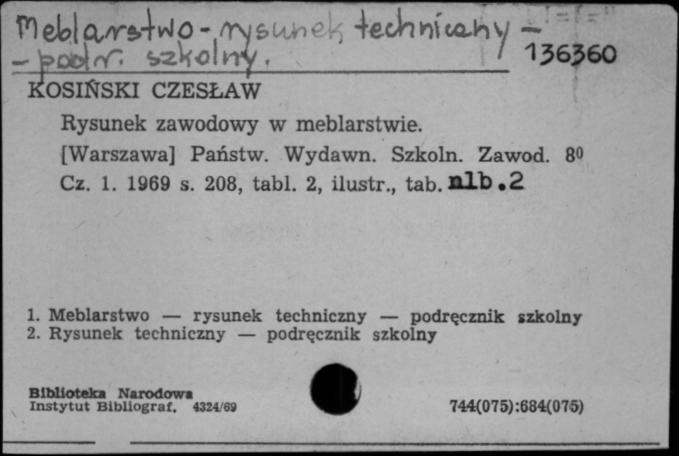 Meblarstwo - rysunek techniczny -
- podr. szkolny.
136360
KOSIŃSKI CZESŁAW
Rysunek zawodowy w meblarstwie.
[Warszawa] Państw. Wydawn. Szkoln. Zawod. 8⁰
Cz. 1. 1969 s. 208, tabl. 2, ilustr., tab. nlb.2
1. Meblarstwo — rysunek techniczny — podręcznik szkolny
2. Rysunek techniczny — podręcznik szkolny
Biblioteka Narodowa
Instytut Bibliograf. 4324/69
744(075):684(075)